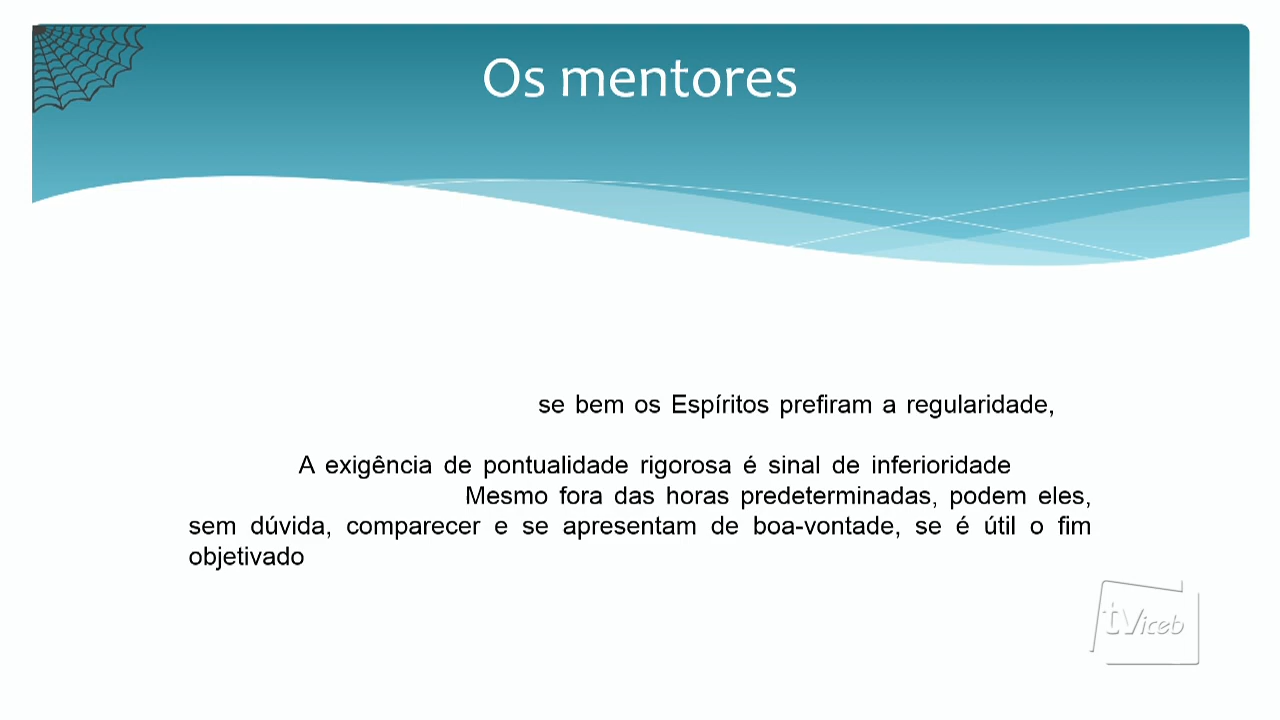 Os mentores
se bem os Espíritos prefiram a regularidade,
A exigência de pontualidade rigorosa é sinal de inferioridade
Mesmo fora das horas predeterminadas, podem eles,
sem dúvida, comparecer e se apresentam de boa-vontade, se é útil o fim
objetivado
tViceb